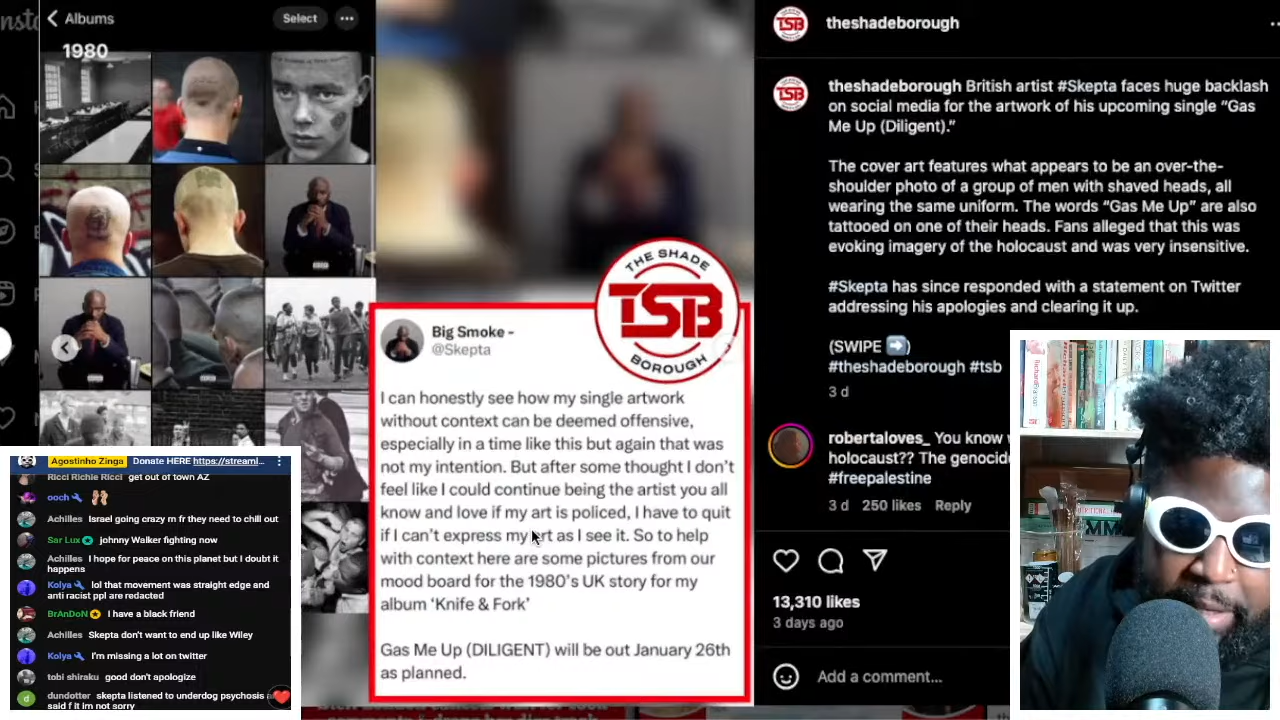 Albums
Select
1980
theshadeborough
theshadeborough British artist #Skepta faces huge backlash
on social media for the artwork of his upcoming single “Gas
Me Up (Diligent).”
The cover art features what appears to be an over-the-
shoulder photo of a group of men with shaved heads, all
wearing the same uniform. The words “Gas Me Up” are also
tattooed on one of their heads. Fans alleged that this was
evoking imagery of the holocaust and was very insensitive.
#Skepta has since responded with a statement on Twitter
addressing his apologies and clearing it up.
(SWIPE ➡️)
#theshadeborough #tsb
3 d
robertaloves_ You know
holocaust?? The genocid
#freepalestine
3 d 250 likes Reply
13,310 likes
3 days ago
Add a comment...
THE SHADE
TSB
BOROUGH
Big Smoke -
@Skepta
I can honestly see how my single artwork
without context can be deemed offensive,
especially in a time like this but again that was
not my intention. But after some thought I don’t
feel like I could continue being the artist you all
know and love if my art is policed, I have to quit
if I can’t express my art as I see it. So to help
with context here are some pictures from our
mood board for the 1980’s UK story for my
album ‘Knife & Fork’
Gas Me Up (DILIGENT) will be out January 26th
as planned.
Agostinho Zinga Donate HERE https://streaml...
Ricci Richie Ricci get out of town AZ
ooch
Achilles Israel going crazy rn fr they need to chill out
Sar Lux johnny Walker fighting now
Achilles I hope for peace on this planet but I doubt it
happens
Kolya lol that movement was straight edge and
anti racist ppl are redacted
BrAnDoN I have a black friend
Achilles Skepta don't want to end up like Wiley
Kolya I'm missing a lot on twitter
tobi shiraku good don't apologize
dundotter skepta listened to underdog psychosis a
said f it im not sorry